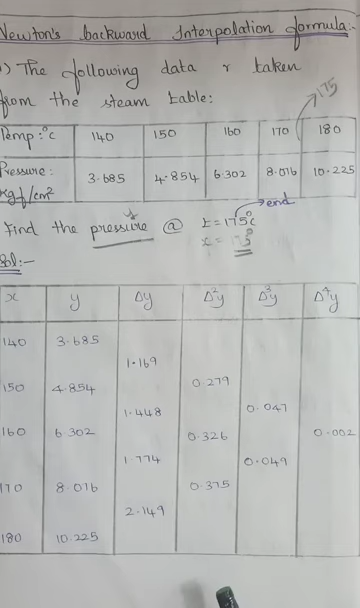 Newton's backward Interpolation formula:-
1) The following data r taken
175
from the steam table:
Temp:°c 140 150 160 170 180
Pressure: kgf/cm² 3.685 4.854 6.302 8.076 10.225
end
Find the pressure @ t=175°c
x =
Sol:-
x y Δy Δ²y Δ³y Δ⁴y
140 3.685
1.169
150 4.854 0.279
1.448 0.047
160 6.302 0.326 0.002
1.774 0.049
170 8.076 0.375
2.149
180 10.225